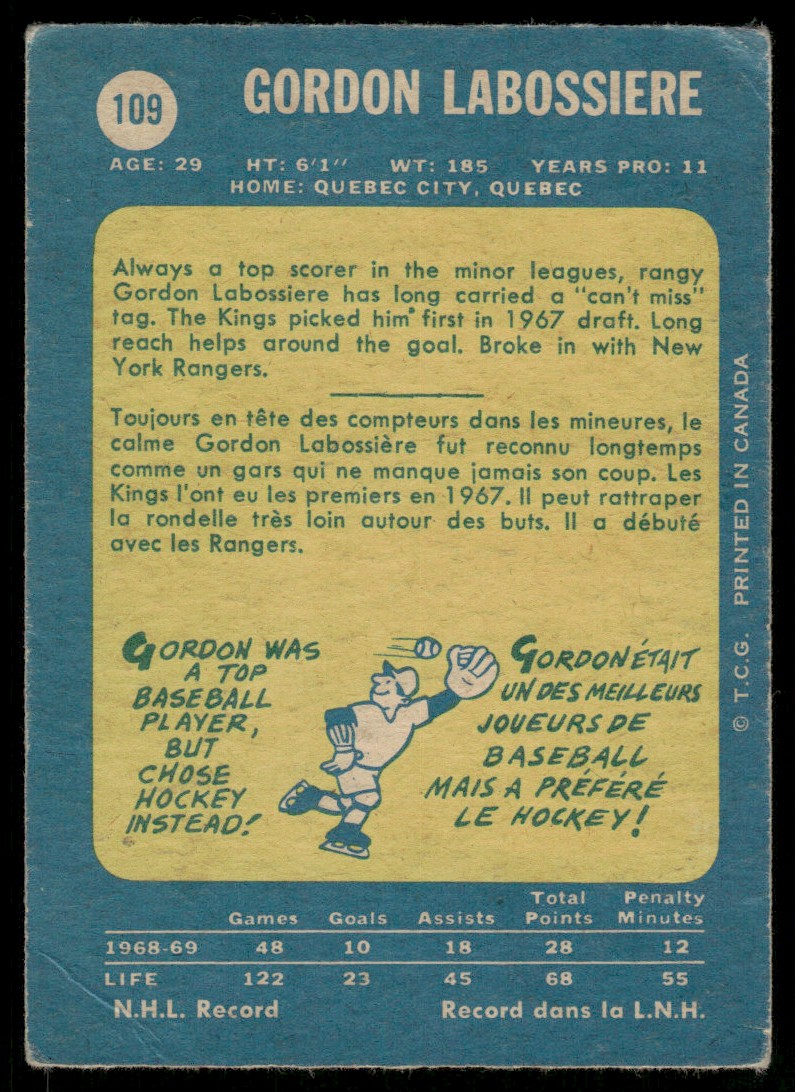 109
GORDON LABOSSIERE
AGE: 29 HT: 6'1" WT: 185 YEARS PRO: 11
HOME: QUEBEC CITY, QUEBEC
Always a top scorer in the minor leagues, rangy
Gordon Labossiere has long carried a "can't miss"
tag. The Kings picked him first in 1967 draft. Long
reach helps around the goal. Broke in with New
York Rangers.
Toujours en tête des compteurs dans les mineures, le
calme Gordon Labossière fut reconnu longtemps
comme un gars qui ne manque jamais son coup. Les
Kings l'ont eu les premiers en 1967. Il peut rattraper
la rondelle très loin autour des buts. Il a débuté
avec les Rangers.
GORDON WAS
A TOP
BASEBALL
PLAYER,
BUT
CHOSE
HOCKEY
INSTEAD!
GORDON ÉTAIT
UN DES MEILLEURS
JOUEURS DE
BASEBALL
MAIS A PRÉFÉRÉ
LE HOCKEY!
© T.C.G. PRINTED IN CANADA
Games Goals Assists Total Points Penalty Minutes
1968-69 48 10 18 28 12
LIFE 122 23 45 68 55
N.H.L. Record Record dans la L.N.H.